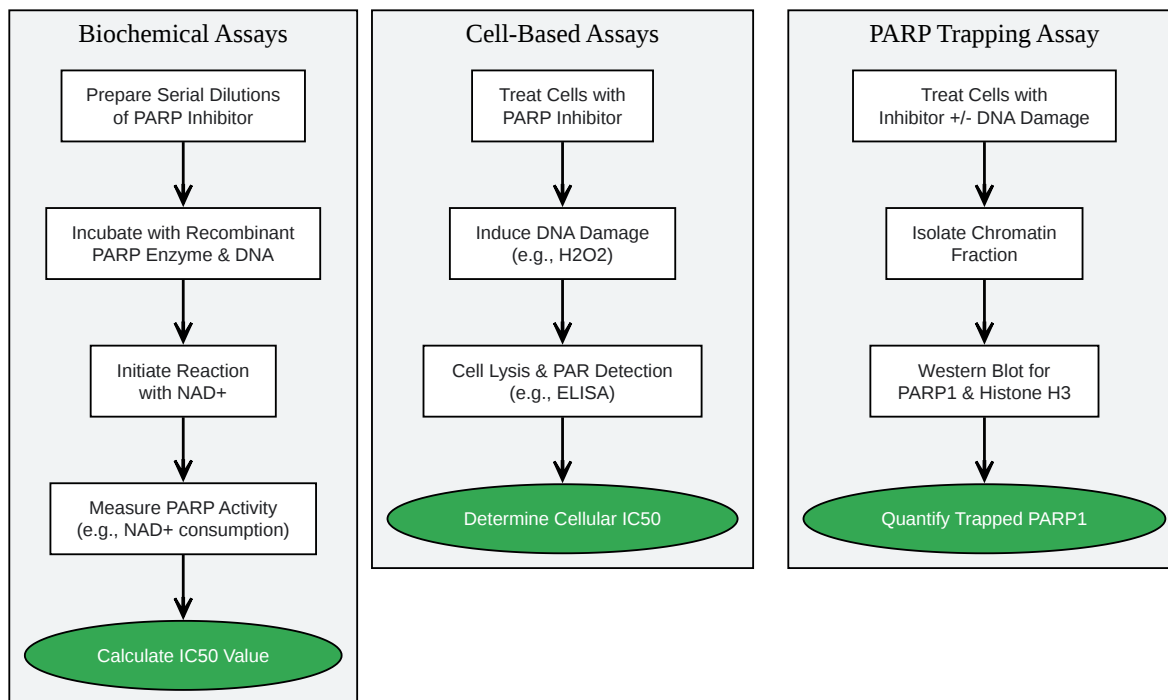 Biochemical Assays
Prepare Serial Dilutions
of PARP Inhibitor
Incubate with Recombinant
PARP Enzyme & DNA
Initiate Reaction
with NAD+
Measure PARP Activity
(e.g., NAD+ consumption)
Calculate IC50 Value
Cell-Based Assays
Treat Cells with
PARP Inhibitor
Induce DNA Damage
(e.g., H2O2)
Cell Lysis & PAR Detection
(e.g., ELISA)
Determine Cellular IC50
PARP Trapping Assay
Treat Cells with
Inhibitor +/- DNA Damage
Isolate Chromatin
Fraction
Western Blot for
PARP1 & Histone H3
Quantify Trapped PARP1